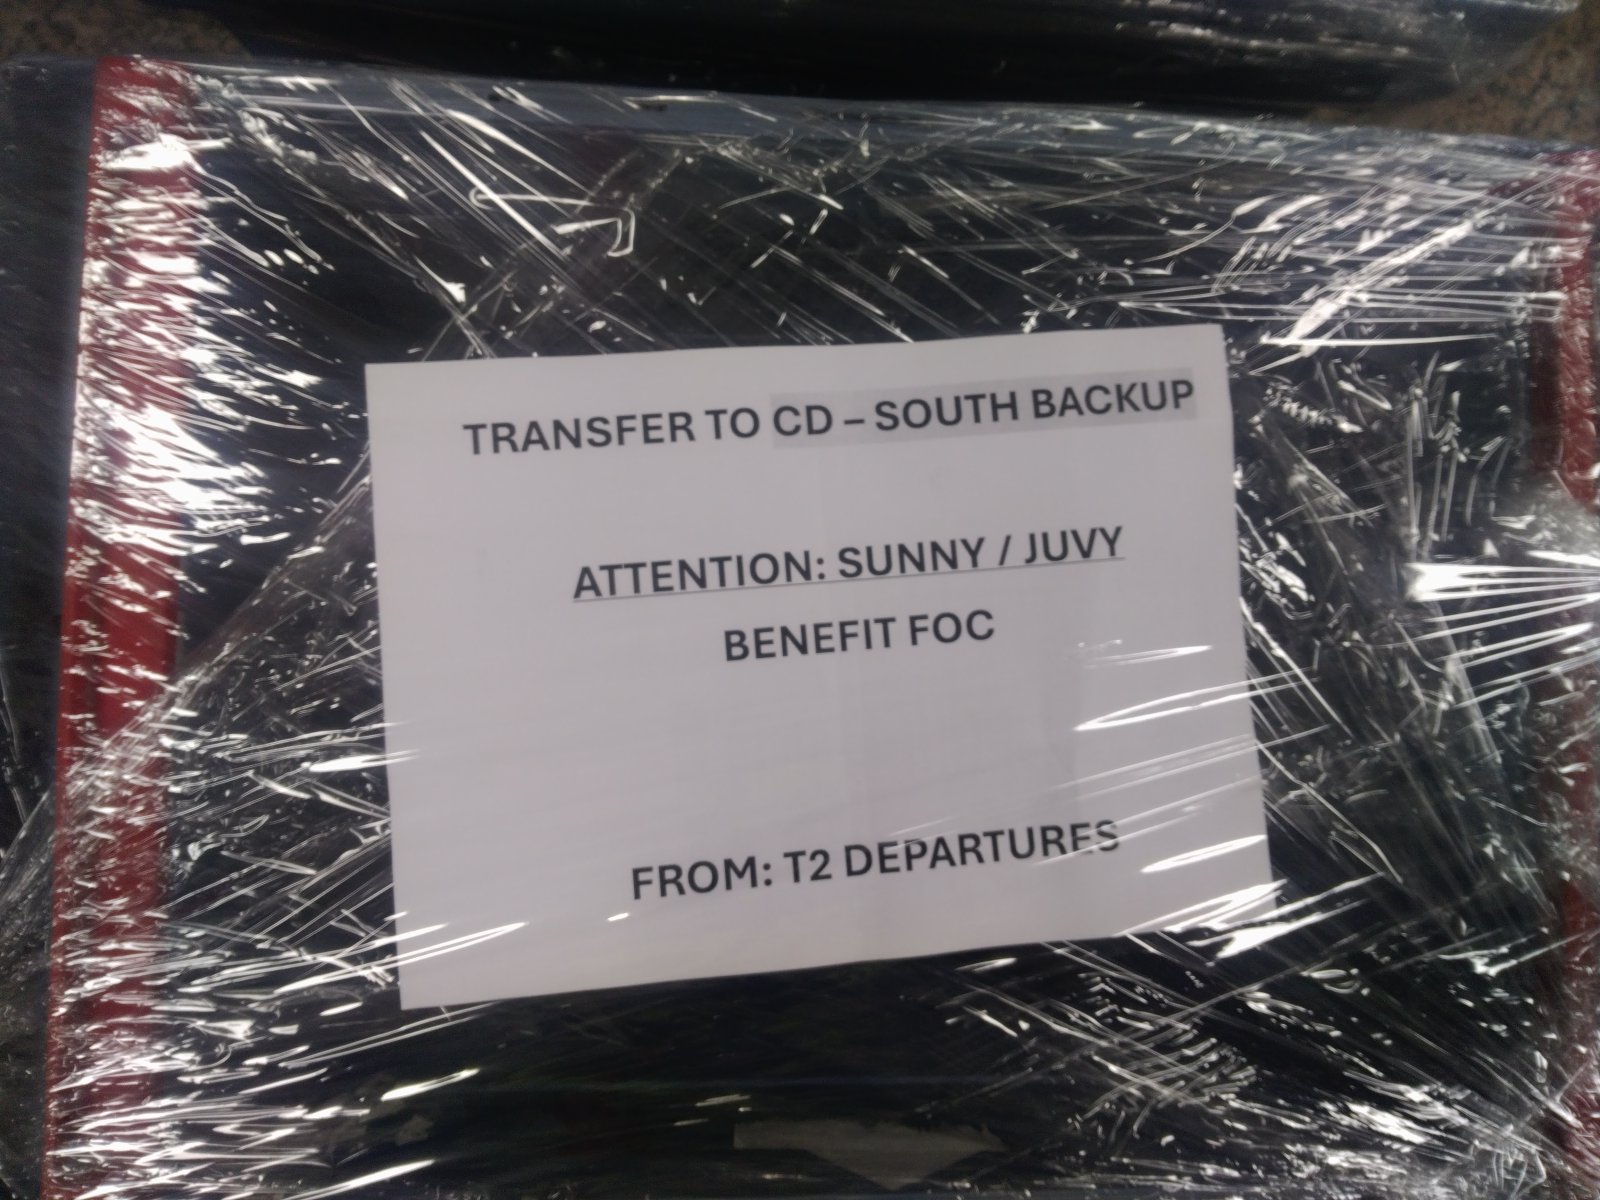 TRANSFER TO CD – SOUTH BACKUP
ATTENTION: SUNNY / JUVY
BENEFIT FOC
FROM: T2 DEPARTURES